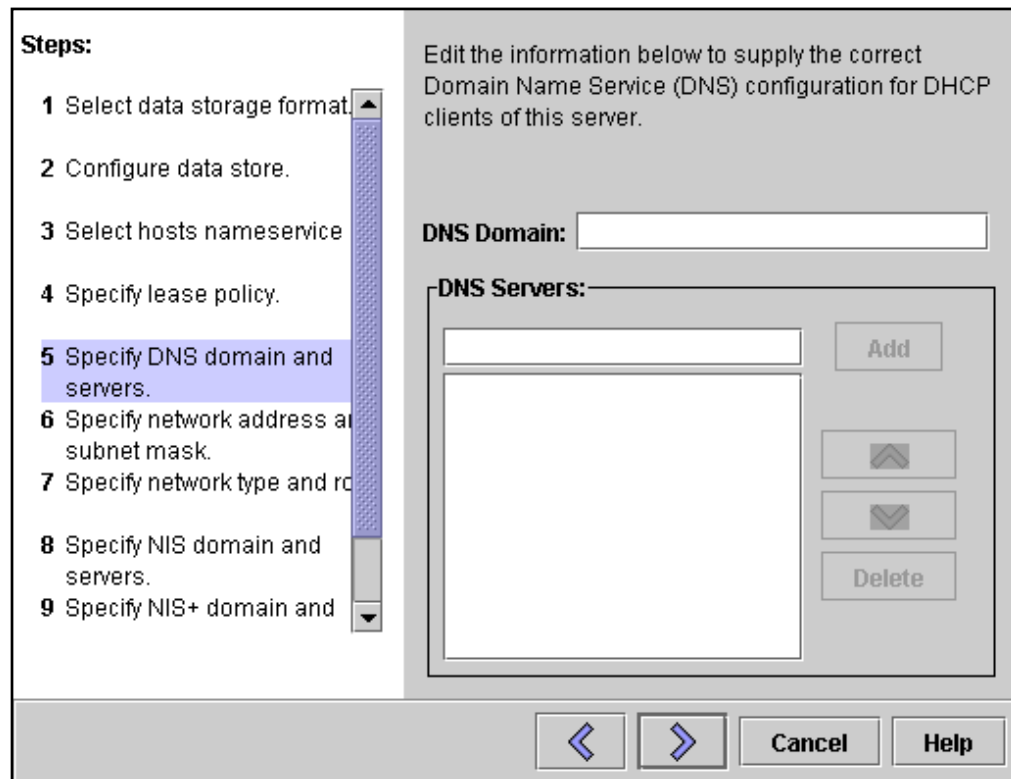 Steps:
1 Select data storage format.
2 Configure data store.
3 Select hosts nameservice
4 Specify lease policy.
5 Specify DNS domain and
servers.
6 Specify network address
subnet mask.
7 Specify network type and
8 Specify NIS domain and
servers.
9 Specify NIS+ domain and
Edit the information below to supply the correct
Domain Name Service (DNS) configuration for DHCP
clients of this server.
DNS Domain:
DNS Servers:
Add
Delete
Cancel
Help